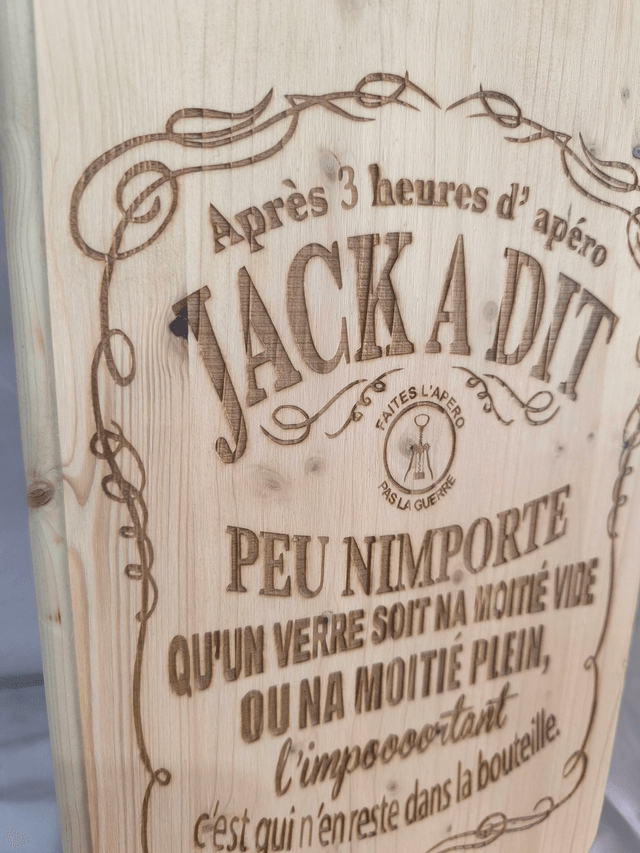 Après 3 heures d' apéro
JACK A DIT
FAITES L'APERO
PAS LA GUERRE
PEU NIMPORTE
QU'UN VERRE SOIT NA MOITIÉ VIDE
OU NA MOITIÉ PLEIN,
l'impoooortant
c'est qui n'en reste dans la bouteille.